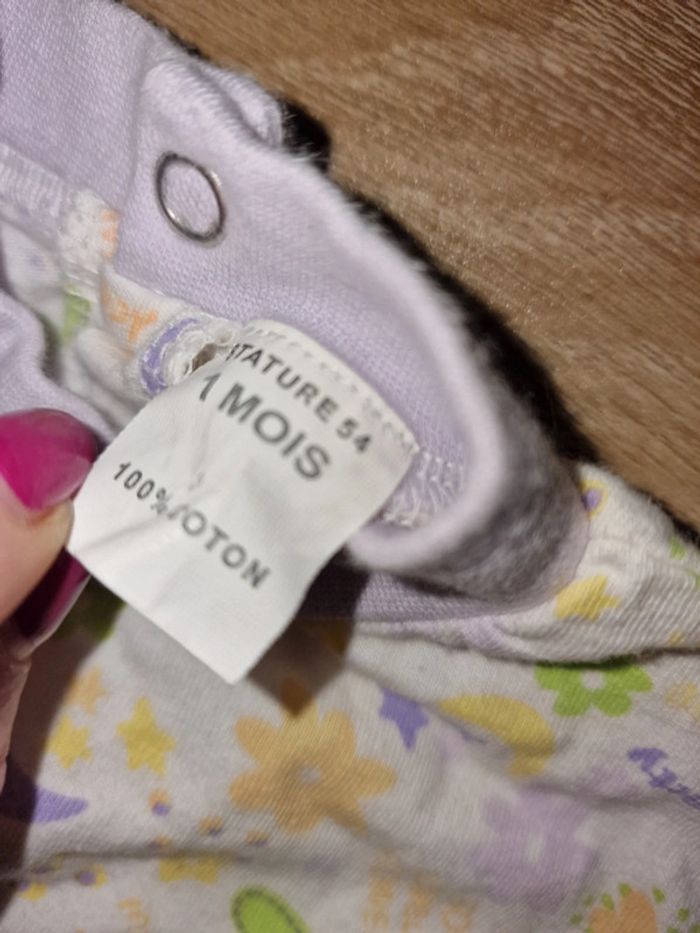 STATURE 54
1 MOIS
100% COTON